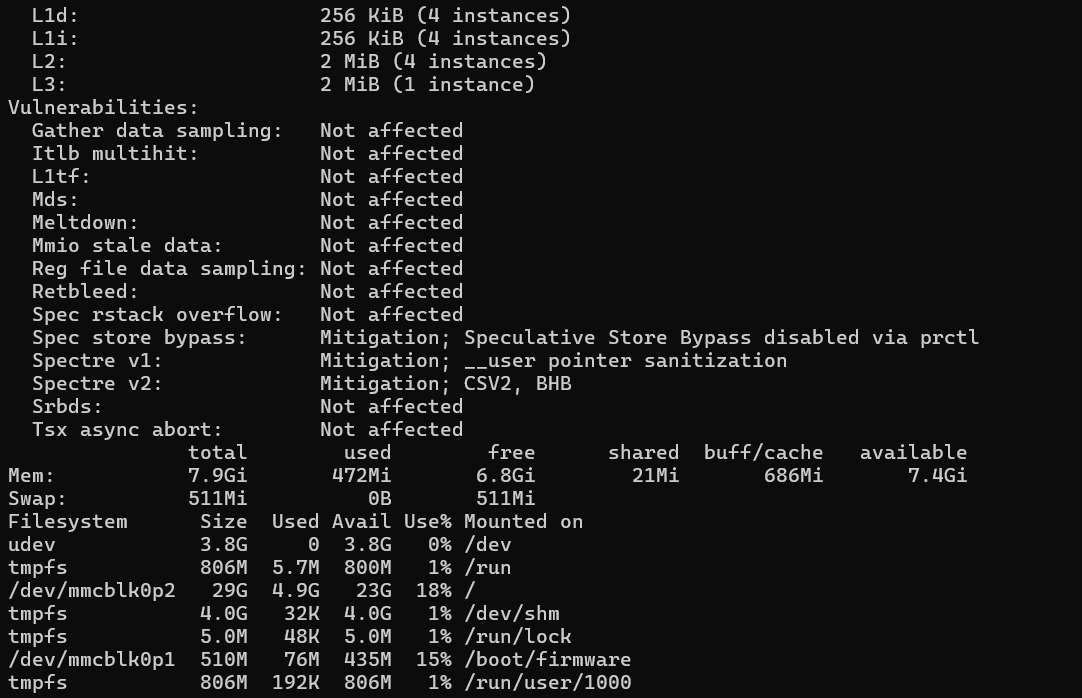 L1d: 256 KiB (4 instances)
L1i: 256 KiB (4 instances)
L2: 2 MiB (4 instances)
L3: 2 MiB (1 instance)
Vulnerabilities:
Gather data sampling: Not affected
Itlb multihit: Not affected
L1tf: Not affected
Mds: Not affected
Meltdown: Not affected
Mmio stale data: Not affected
Reg file data sampling: Not affected
Retbleed: Not affected
Spec rstack overflow: Not affected
Spec store bypass: Mitigation; Speculative Store Bypass disabled via prctl
Spectre v1: Mitigation; __user pointer sanitization
Spectre v2: Mitigation; CSV2, BHB
Srbds: Not affected
Tsx async abort: Not affected
total used free shared buff/cache available
Mem: 7.9Gi 472Mi 6.8Gi 21Mi 686Mi 7.4Gi
Swap: 511Mi 0B 511Mi
Filesystem Size Used Avail Use% Mounted on
udev 3.8G 0 3.8G 0% /dev
tmpfs 806M 5.7M 800M 1% /run
/dev/mmcblk0p2 29G 4.9G 23G 18% /
tmpfs 4.0G 32K 4.0G 1% /dev/shm
tmpfs 5.0M 48K 5.0M 1% /run/lock
/dev/mmcblk0p1 510M 76M 435M 15% /boot/firmware
tmpfs 806M 192K 806M 1% /run/user/1000